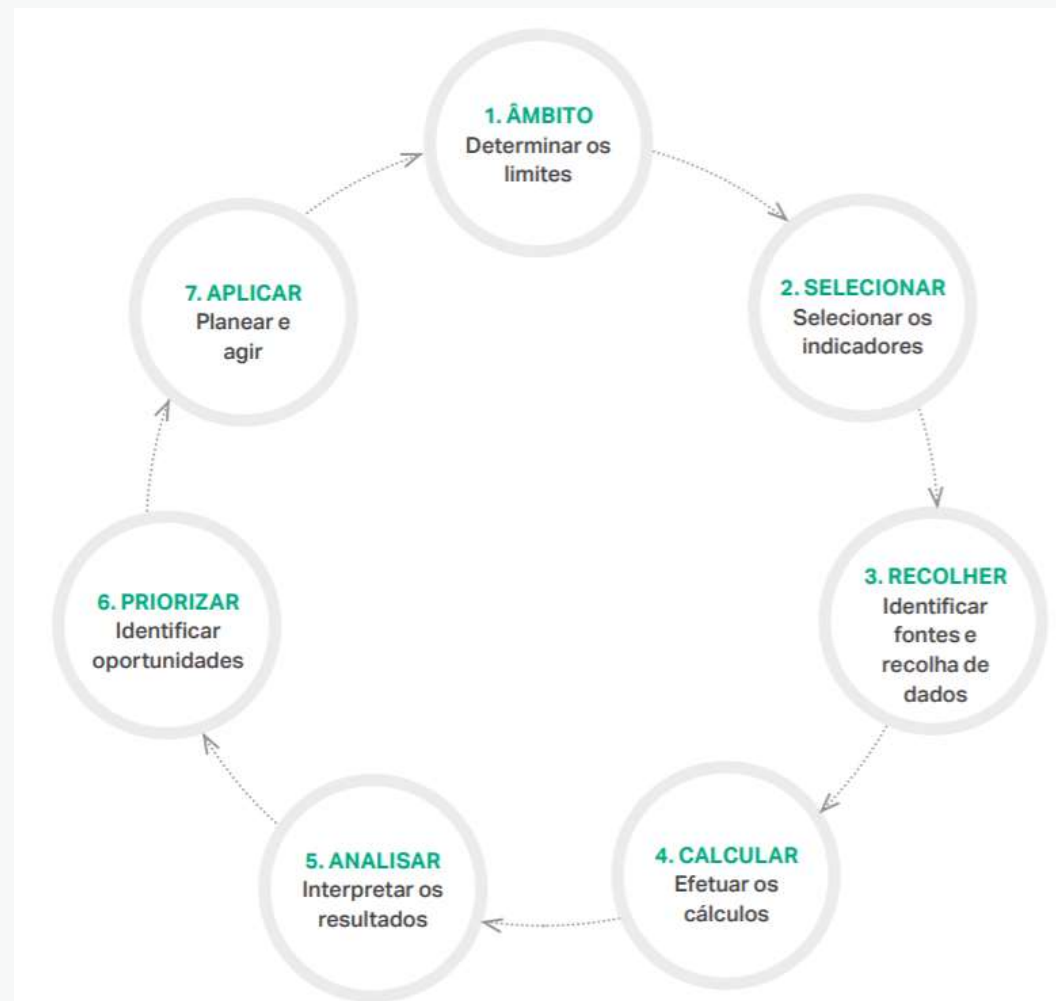 1. ÂMBITO
Determinar os
limites
2. SELECIONAR
Selecionar os
indicadores
3. RECOLHER
Identificar
fontes e
recolha de
dados
4. CALCULAR
Efetuar os
cálculos
5. ANALISAR
Interpretar os
resultados
6. PRIORIZAR
Identificar
oportunidades
7. APLICAR
Planear e
agir